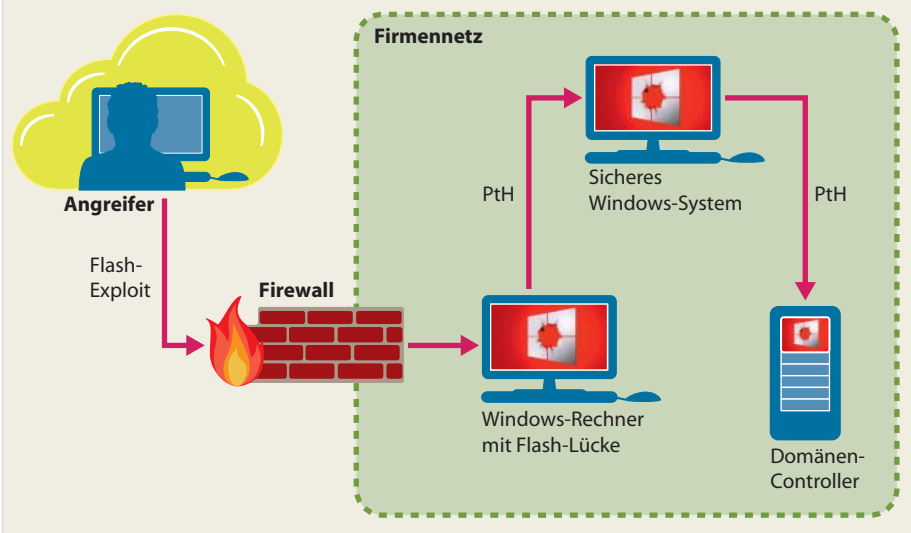 Firmennetz
Angreifer
Flash-
Exploit
Firewall
Windows-Rechner
mit Flash-Lücke
PtH
Sicheres
Windows-System
PtH
Domänen-
Controller